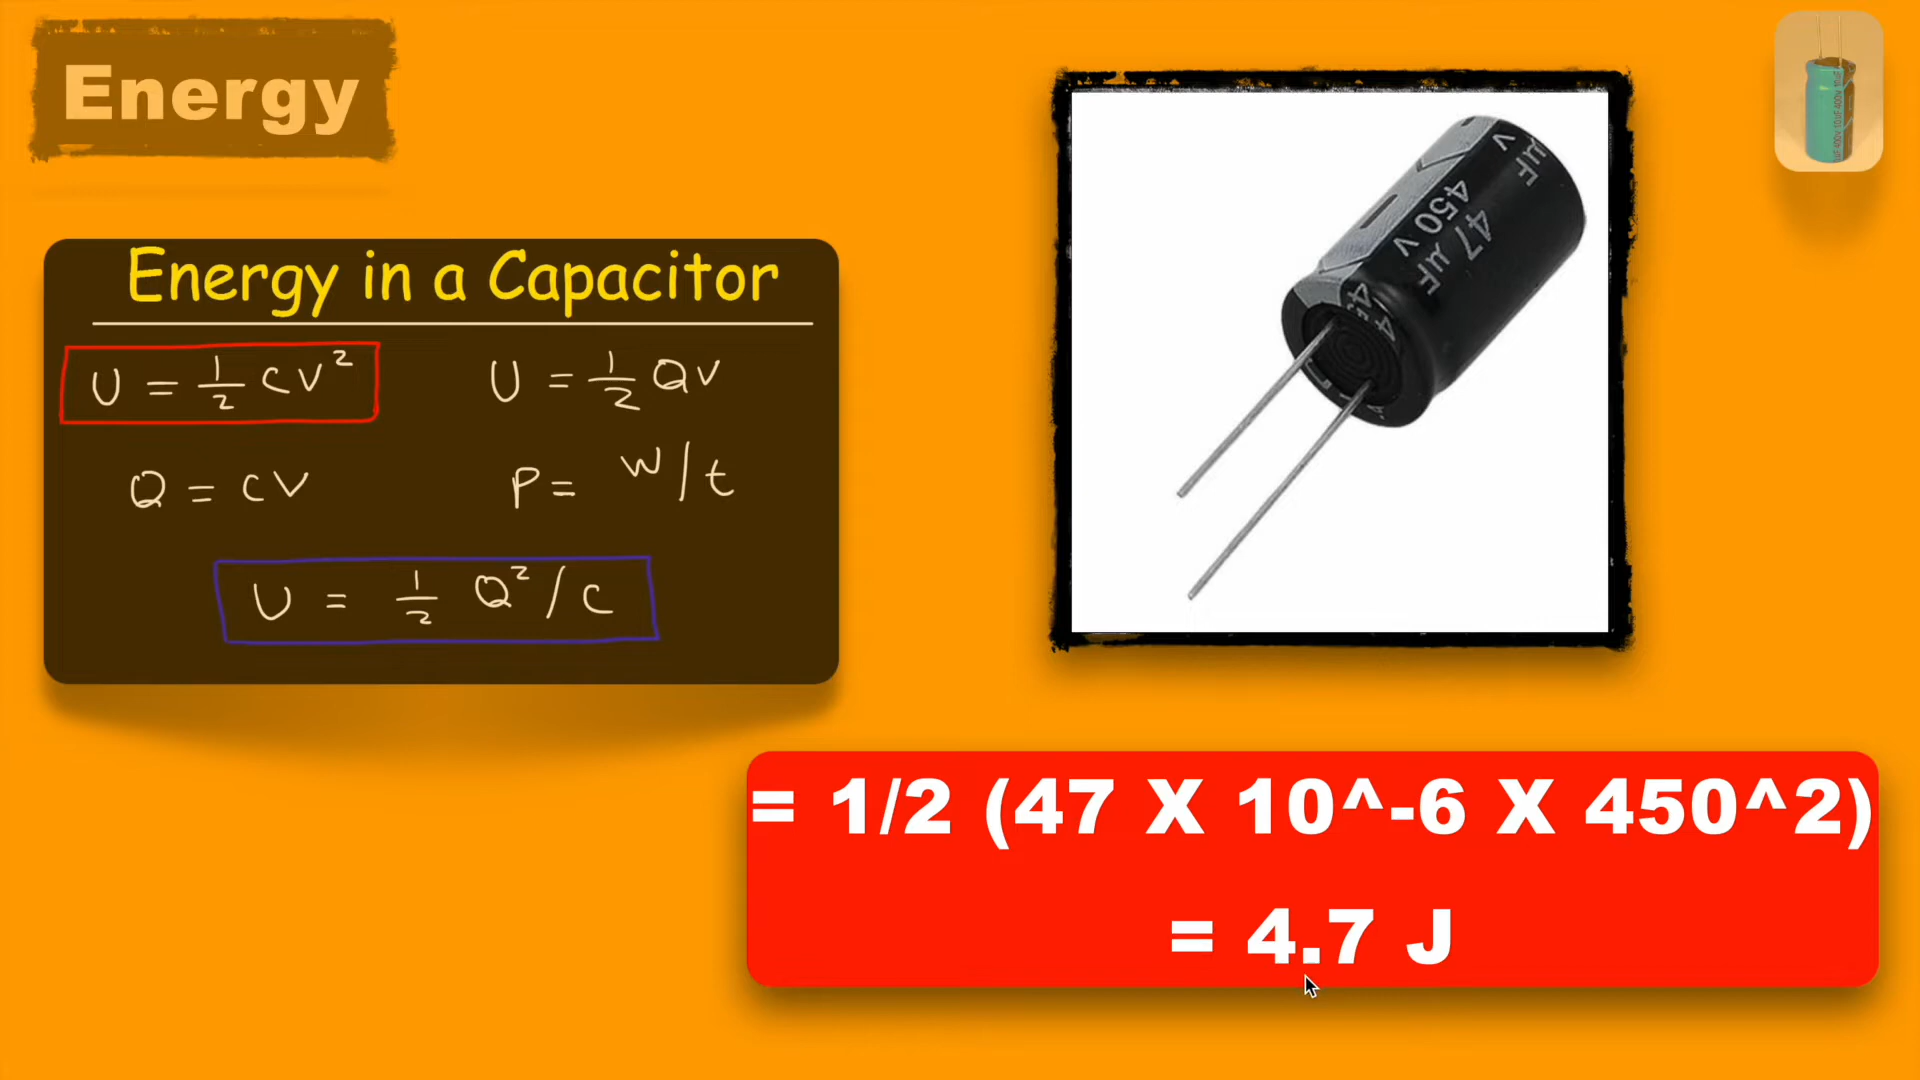 Energy
Energy in a Capacitor
U = 1/2 CV²
U = 1/2 QV
Q = CV
P = W/t
U = 1/2 Q²/C
µF
V
47 µF
450 V
= 1/2 (47 X 10^-6 X 450^2)
= 4.7 J